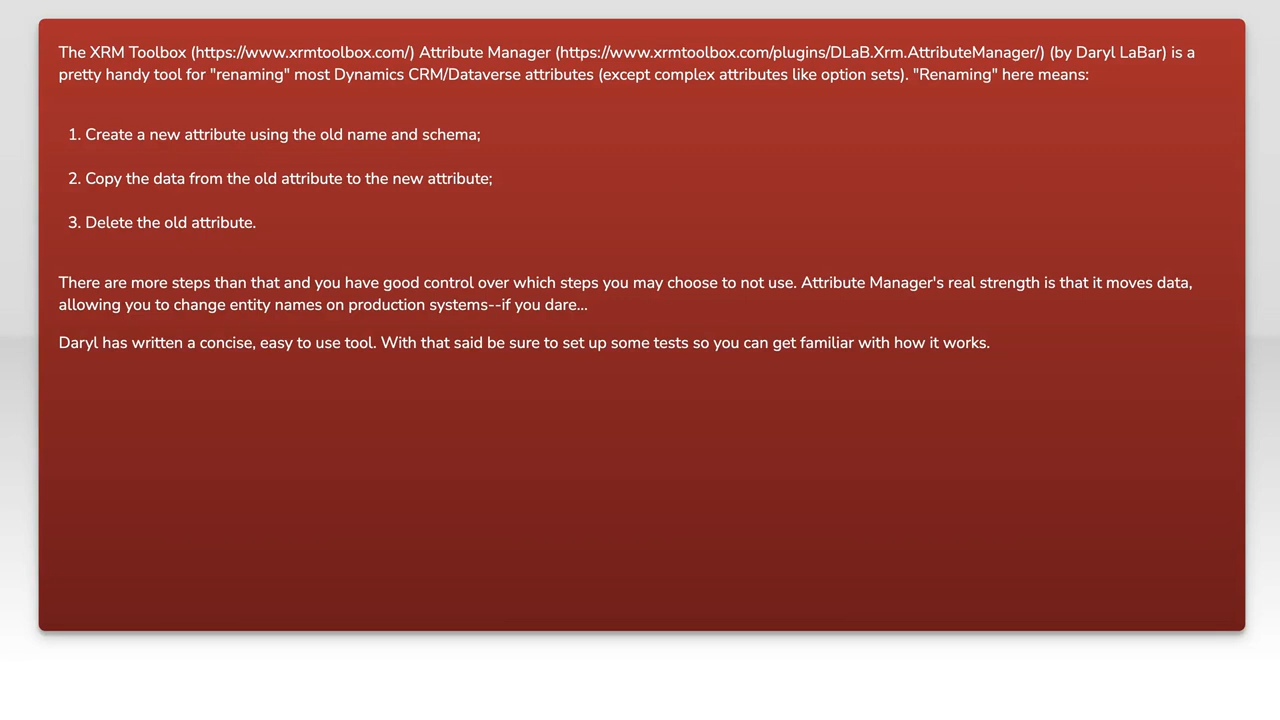 The XRM Toolbox (https://www.xrmtoolbox.com/) Attribute Manager (https://www.xrmtoolbox.com/plugins/DLaB.Xrm.AttributeManager/) (by Daryl LaBar) is a
pretty handy tool for "renaming" most Dynamics CRM/Dataverse attributes (except complex attributes like option sets). "Renaming" here means:
1. Create a new attribute using the old name and schema;
2. Copy the data from the old attribute to the new attribute;
3. Delete the old attribute.
There are more steps than that and you have good control over which steps you may choose to not use. Attribute Manager's real strength is that it moves data,
allowing you to change entity names on production systems--if you dare...
Daryl has written a concise, easy to use tool. With that said be sure to set up some tests so you can get familiar with how it works.